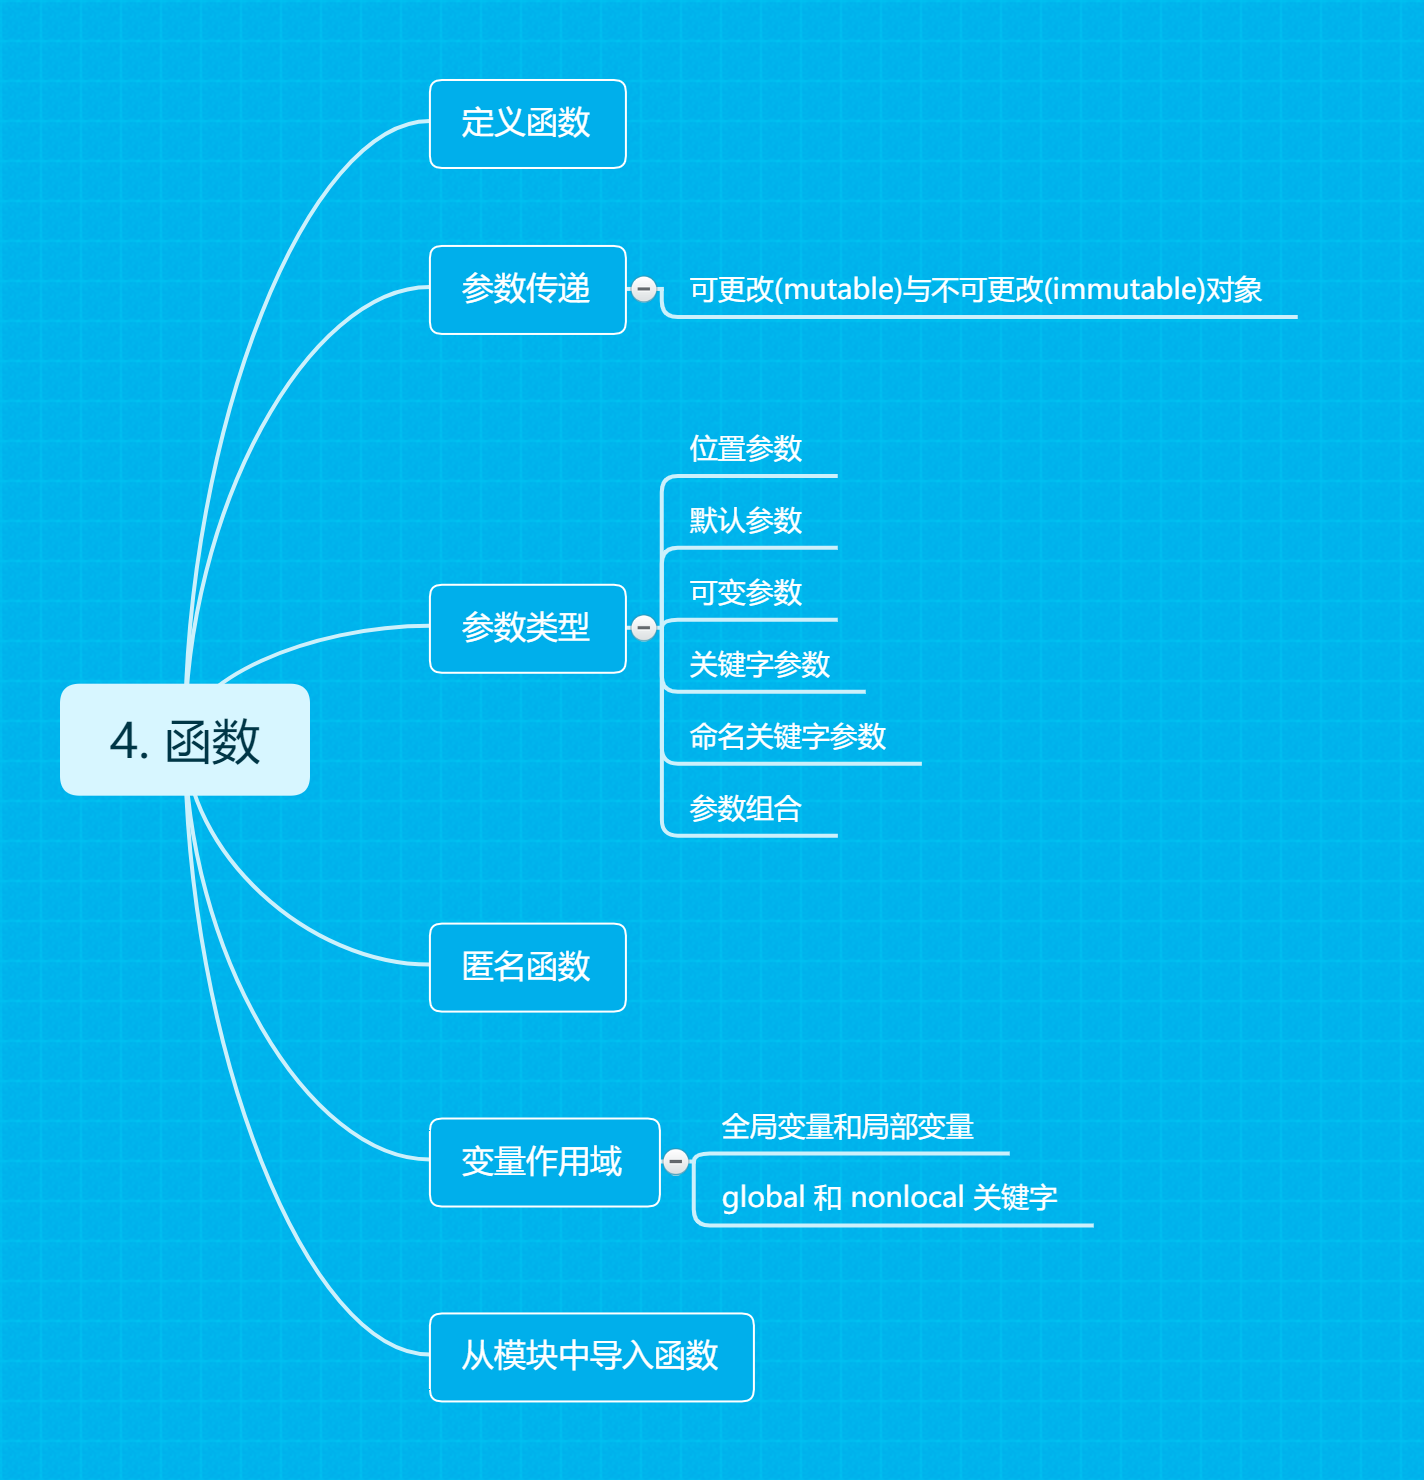 定义函数
参数传递
可更改(mutable)与不可更改(immutable)对象
位置参数
默认参数
可变参数
参数类型
关键字参数
命名关键字参数
参数组合
4. 函数
匿名函数
变量作用域
全局变量和局部变量
global 和 nonlocal 关键字
从模块中导入函数